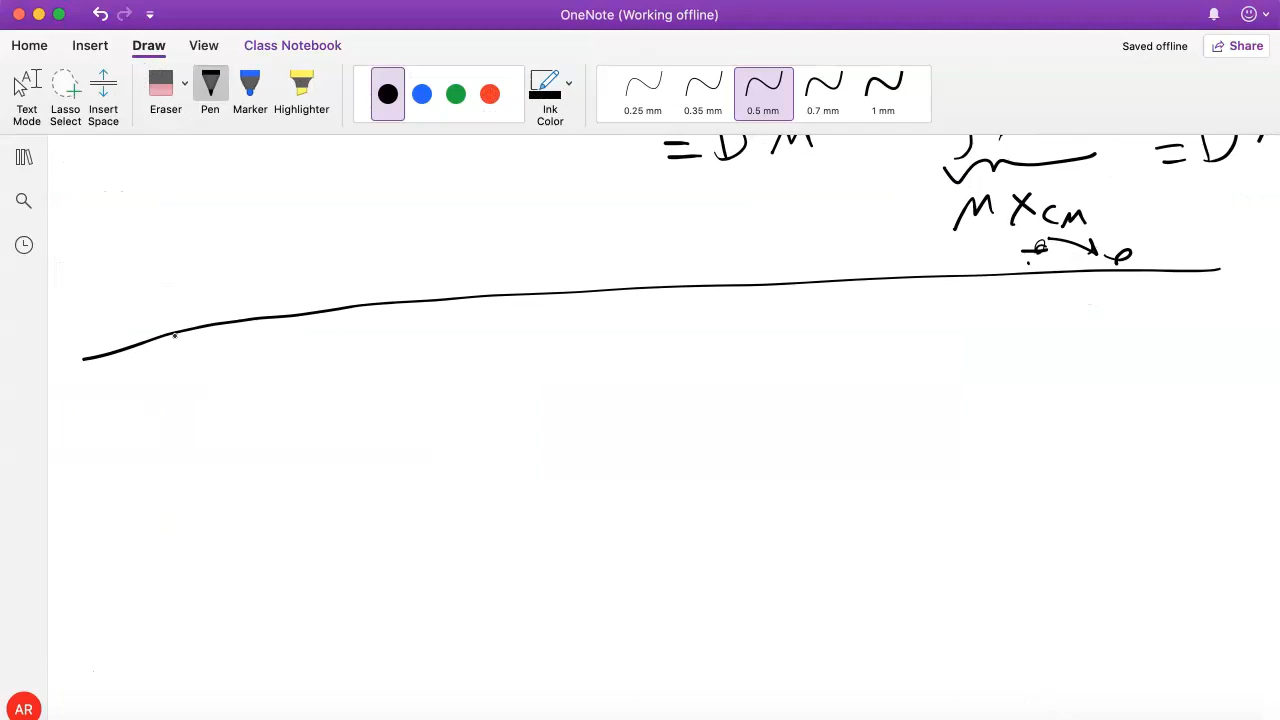 OneNote (Working offline)
Home Insert Draw View Class Notebook
Saved offline Share
Text Mode
Lasso Select
Insert Space
Eraser
Pen
Marker
Highlighter
Ink Color
0.25 mm
0.35 mm
0.5 mm
0.7 mm
1 mm
= D M
= D
M X CM
AR